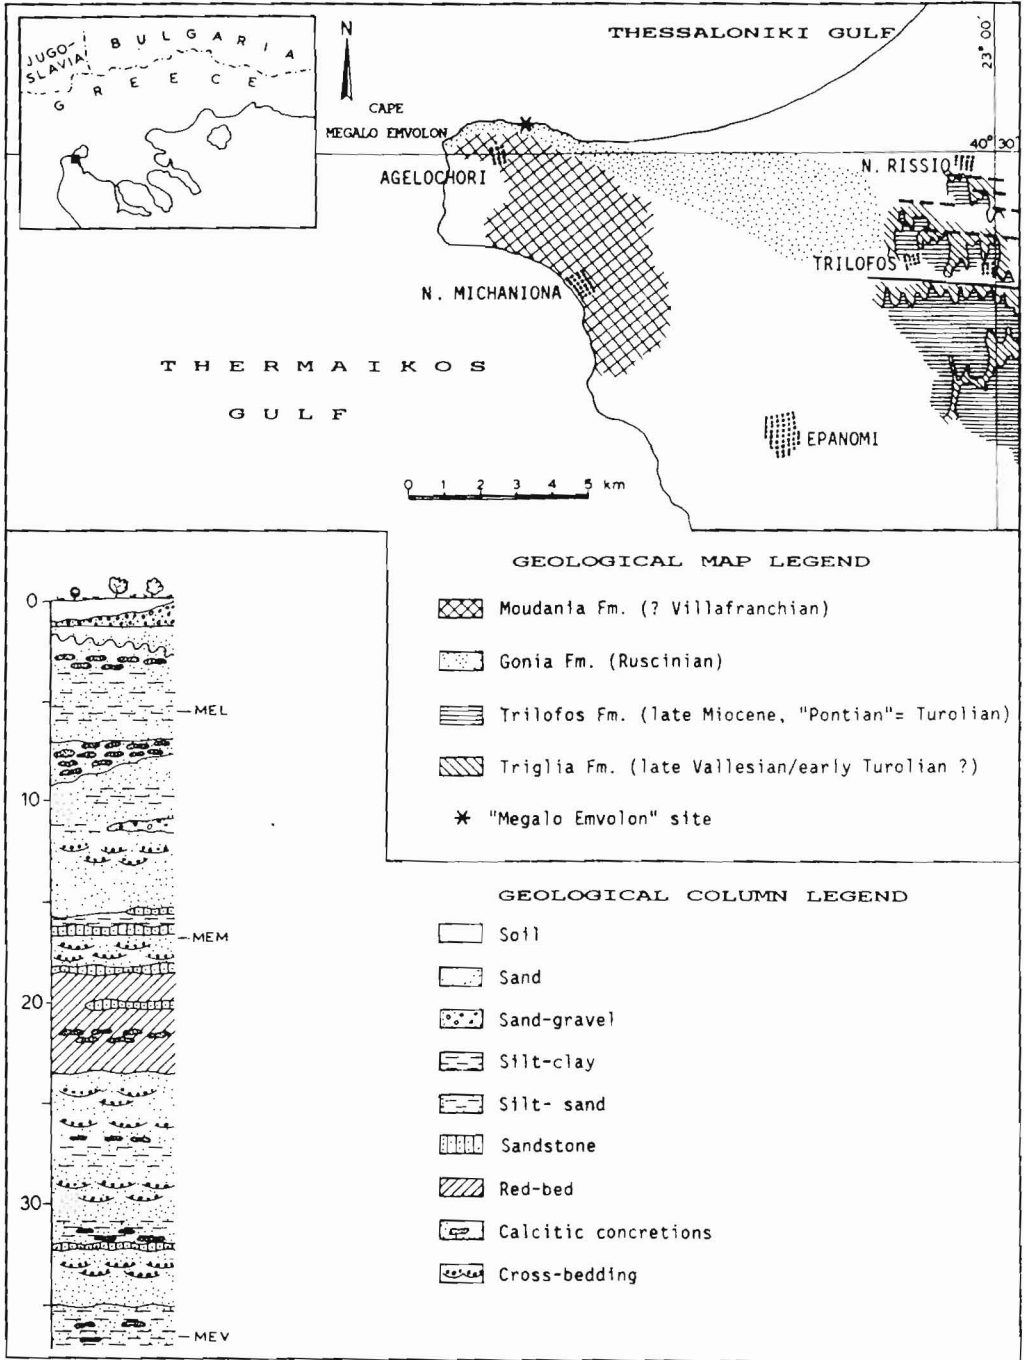 JUGO-
SLAVIA
BULGARIA
GREECE
N
THESSALONIKI GULF
23° 00'
CAPE
MEGALO EMVOLON
40° 30'
AGELOCHORI
N. RISSIO
TRILOFOS
N. MICHANIONA
THERMAIKOS
GULF
EPANOMI
0 1 2 3 4 5 km
GEOLOGICAL MAP LEGEND
Moudania Fm. (? Villafranchian)
Gonia Fm. (Ruscinian)
Trilofos Fm. (late Miocene, "Pontian"= Turolian)
Triglia Fm. (late Vallesian/early Turolian ?)
"Megalo Emvolon" site
0
MEL
10
MEM
20
30
MEV
GEOLOGICAL COLUMN LEGEND
Soil
Sand
Sand-gravel
Silt-clay
Silt- sand
Sandstone
Red-bed
Calcitic concretions
Cross-bedding